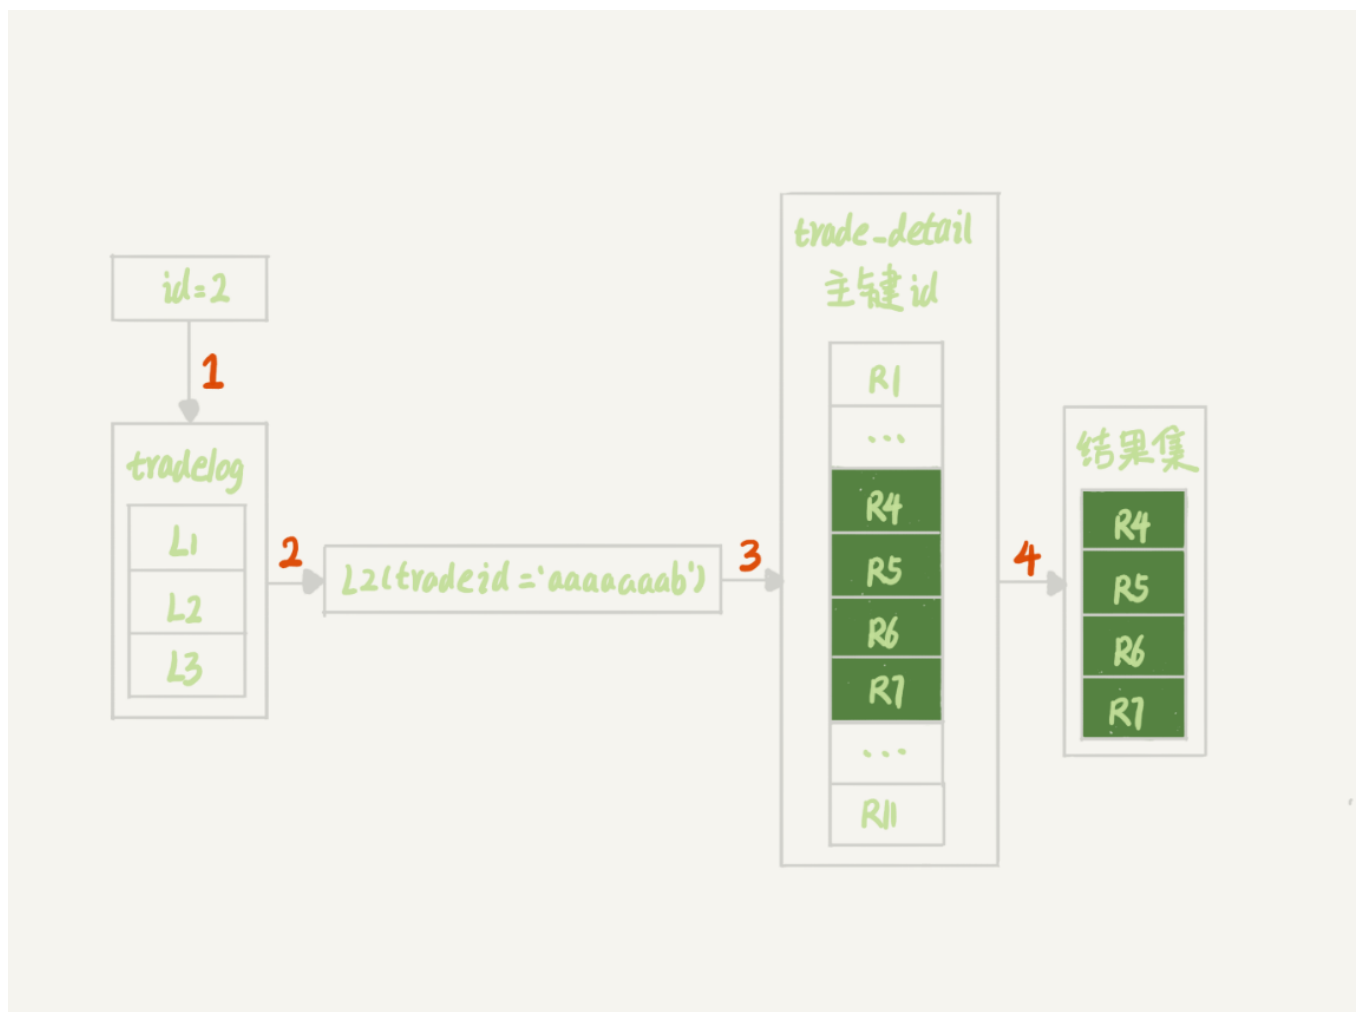 id=2
1
tradelog
L1
L2
L3
2
L2(tradeid='aaaaaaab')
3
trade_detail
主键id
R1
...
R4
R5
R6
R7
...
R11
4
结果集
R4
R5
R6
R7